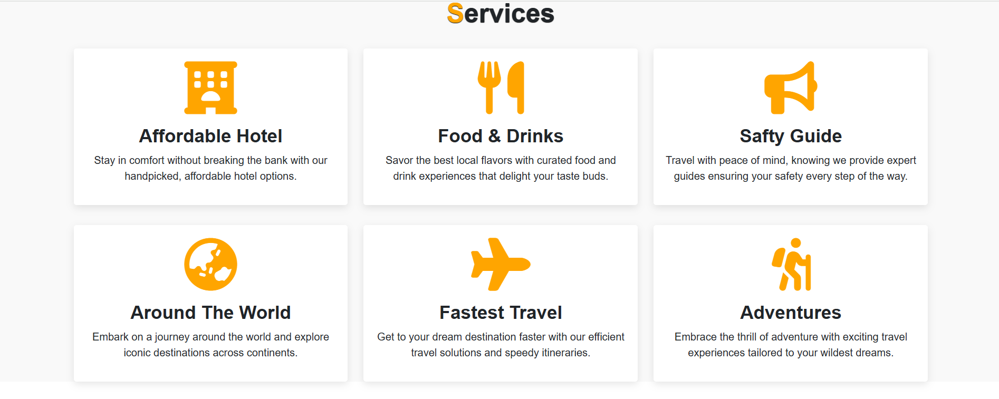 Services
Affordable Hotel
Stay in comfort without breaking the bank with our
handpicked, affordable hotel options.
Food & Drinks
Savor the best local flavors with curated food and
drink experiences that delight your taste buds.
Safty Guide
Travel with peace of mind, knowing we provide expert
guides ensuring your safety every step of the way.
Around The World
Embark on a journey around the world and explore
iconic destinations across continents.
Fastest Travel
Get to your dream destination faster with our efficient
travel solutions and speedy itineraries.
Adventures
Embrace the thrill of adventure with exciting travel
experiences tailored to your wildest dreams.